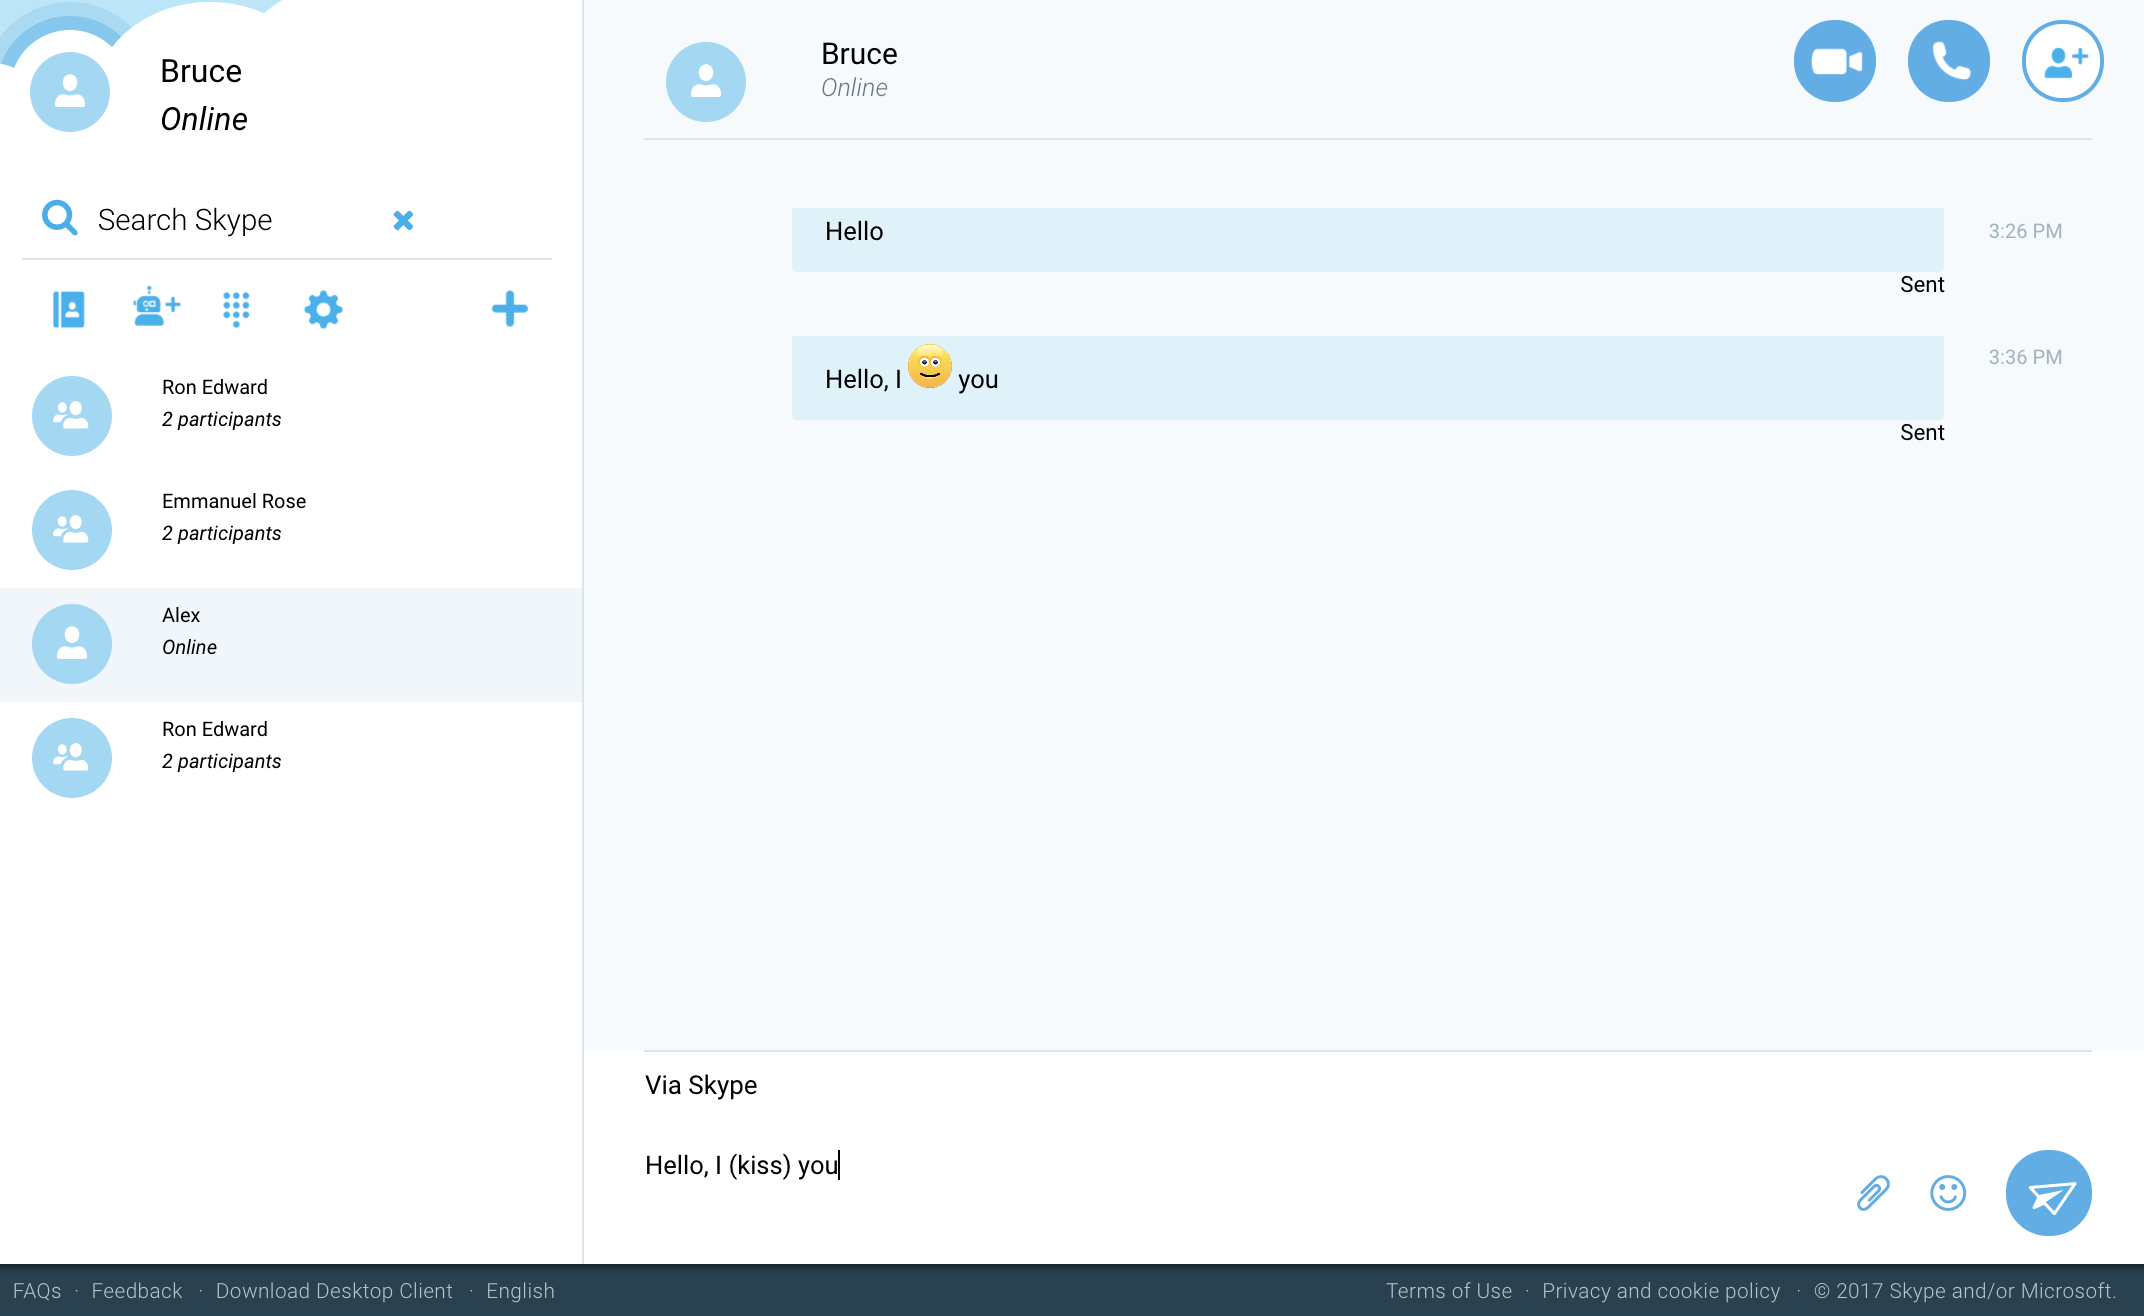 Bruce
Online
Search Skype
Ron Edward
2 participants
Emmanuel Rose
2 participants
Alex
Online
Ron Edward
2 participants
Bruce
Online
Hello
3:26 PM
Sent
Hello, I you
3:36 PM
Sent
Via Skype
Hello, I (kiss) you
FAQs · Feedback · Download Desktop Client · English
Terms of Use · Privacy and cookie policy · © 2017 Skype and/or Microsoft.